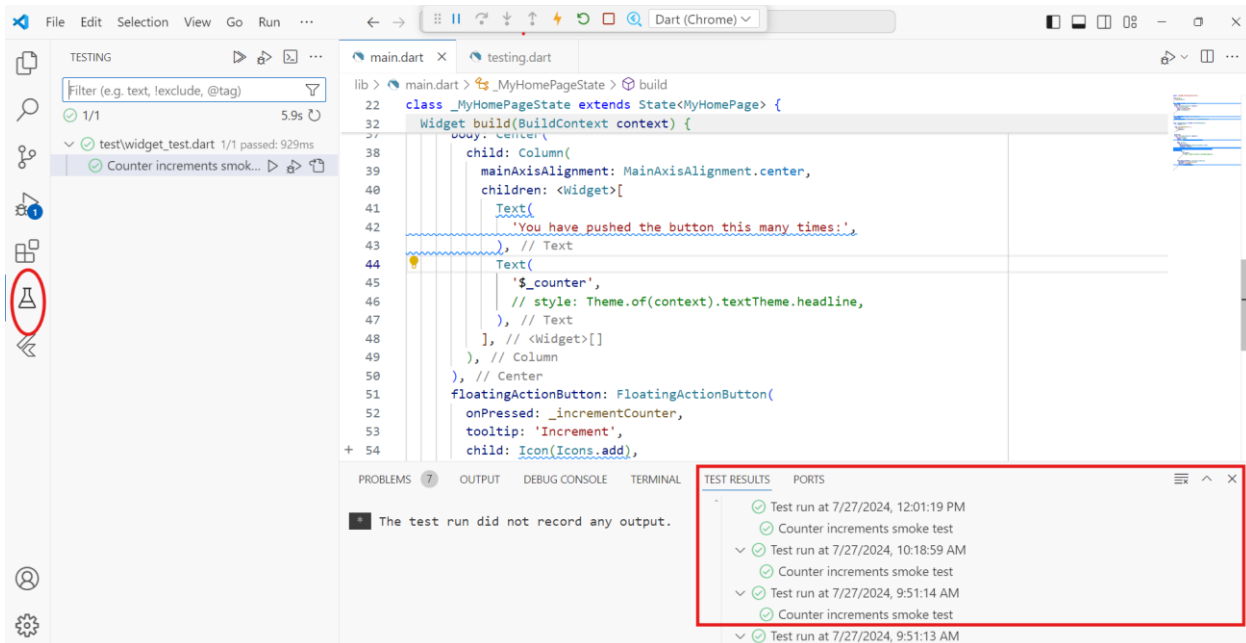 File Edit Selection View Go Run ···
Dart (Chrome)
TESTING
Filter (e.g. text, !exclude, @tag)
1/1 5.9s
test\widget_test.dart 1/1 passed: 929ms
Counter increments smok...
1
main.dart
testing.dart
lib > main.dart > _MyHomePageState > build
22 class _MyHomePageState extends State<MyHomePage> {
32 Widget build(BuildContext context) {
37 body: Center(
38 child: Column(
39 mainAxisAlignment: MainAxisAlignment.center,
40 children: <Widget>[
41 Text(
42 'You have pushed the button this many times:',
43 ), // Text
44 Text(
45 '$_counter',
46 // style: Theme.of(context).textTheme.headline,
47 ), // Text
48 ], // <Widget>[]
49 ), // Column
50 ), // Center
51 floatingActionButton: FloatingActionButton(
52 onPressed: _incrementCounter,
53 tooltip: 'Increment',
+ 54 child: Icon(Icons.add),
PROBLEMS 7 OUTPUT DEBUG CONSOLE TERMINAL TEST RESULTS PORTS
* The test run did not record any output.
Test run at 7/27/2024, 12:01:19 PM
Counter increments smoke test
Test run at 7/27/2024, 10:18:59 AM
Counter increments smoke test
Test run at 7/27/2024, 9:51:14 AM
Counter increments smoke test
Test run at 7/27/2024, 9:51:13 AM